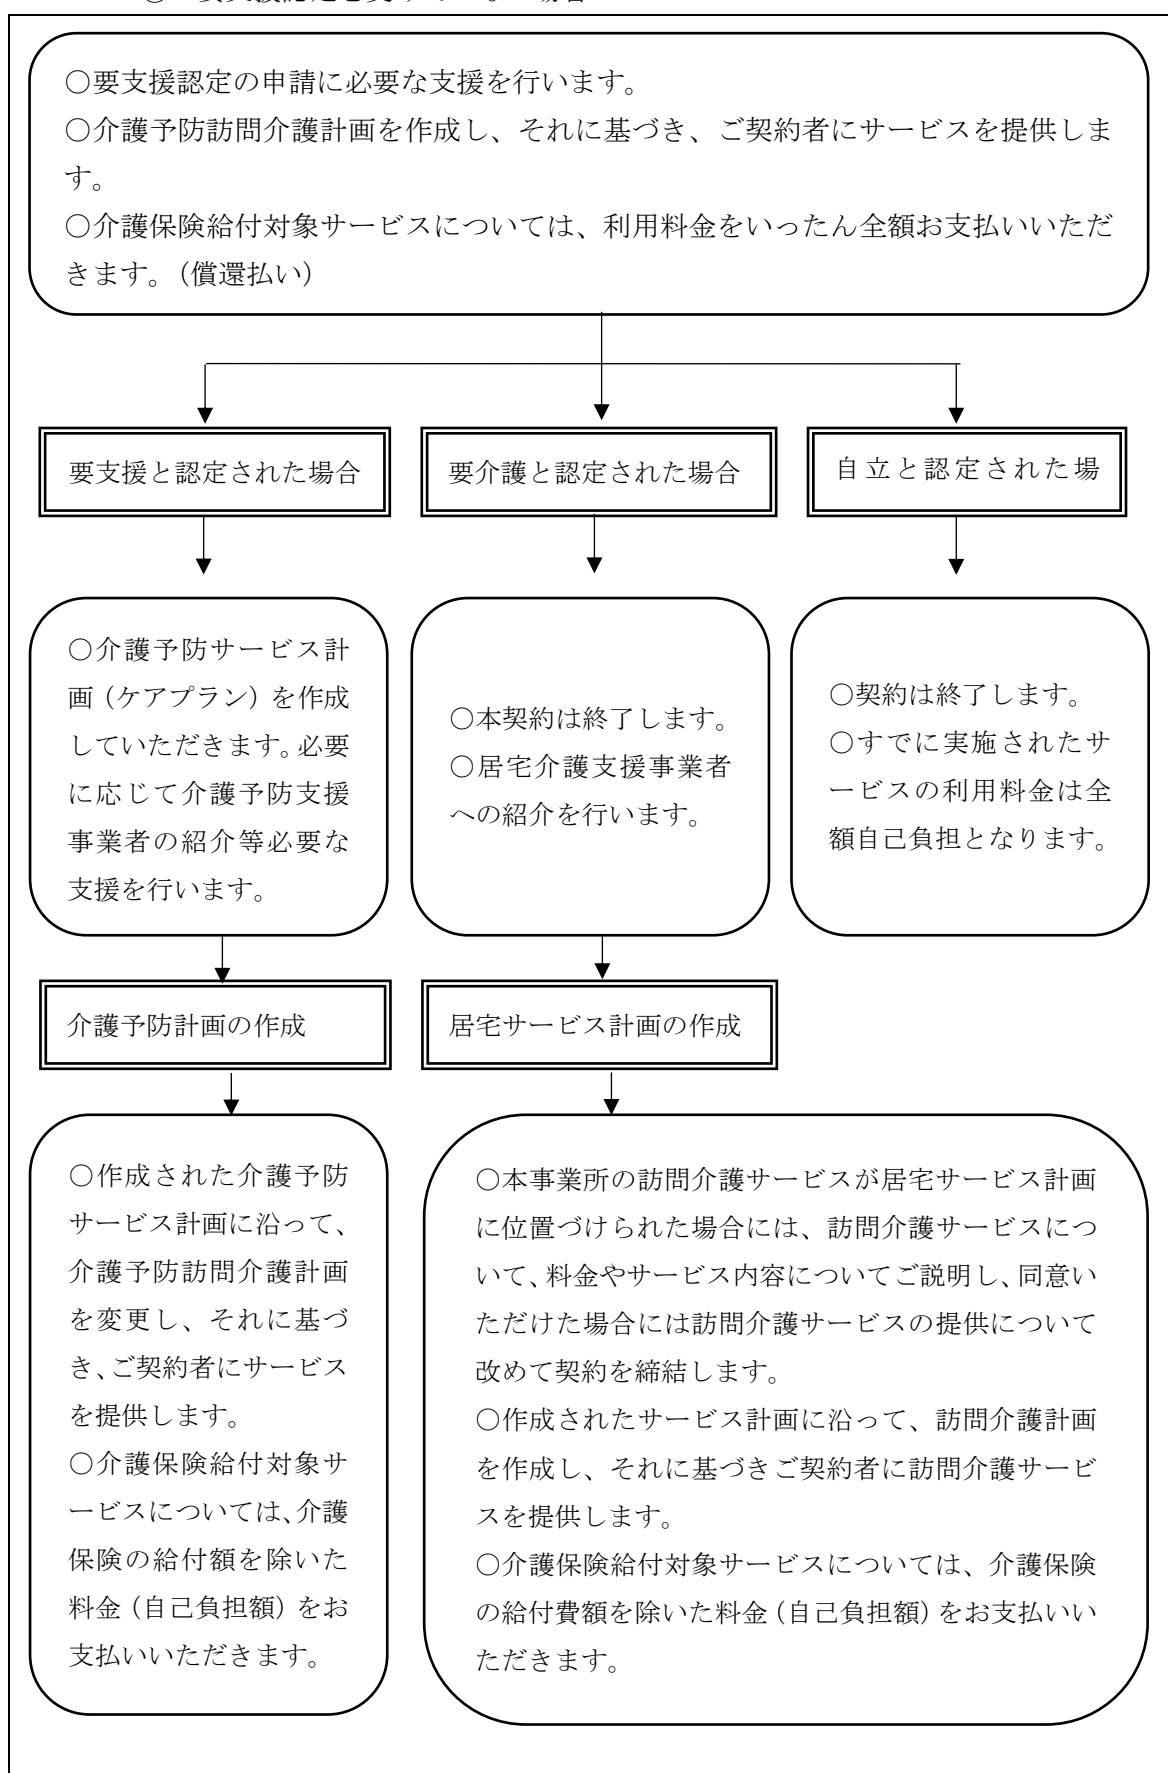 ○要支援認定の申請に必要な支援を行います。
○介護予防訪問介護計画を作成し、それに基づき、ご契約者にサービスを提供しま
す。
○介護保険給付対象サービスについては、利用料金をいったん全額お支払いいただ
きます。（償還払い）
要支援と認定された場合
要介護と認定された場合
自立と認定された場
○介護予防サービス計
画（ケアプラン）を作成
していただきます。必要
に応じて介護予防支援
事業者の紹介等必要な
支援を行います。
○本契約は終了します。
○居宅介護支援事業者
への紹介を行います。
○契約は終了します。
○すでに実施されたサ
ービスの利用料金は全
額自己負担となります。
介護予防計画の作成
居宅サービス計画の作成
○作成された介護予防
サービス計画に沿って、
介護予防訪問介護計画
を変更し、それに基づ
き、ご契約者にサービス
を提供します。
○介護保険給付対象サ
ービスについては、介護
保険の給付額を除いた
料金（自己負担額）をお
支払いいただきます。
○本事業所の訪問介護サービスが居宅サービス計画
に位置づけられた場合には、訪問介護サービスにつ
いて、料金やサービス内容についてご説明し、同意い
ただけた場合には訪問介護サービスの提供について
改めて契約を締結します。
○作成されたサービス計画に沿って、訪問介護計画
を作成し、それに基づきご契約者に訪問介護サービ
スを提供します。
○介護保険給付対象サービスについては、介護保険
の給付費額を除いた料金（自己負担額）をお支払いい
ただきます。